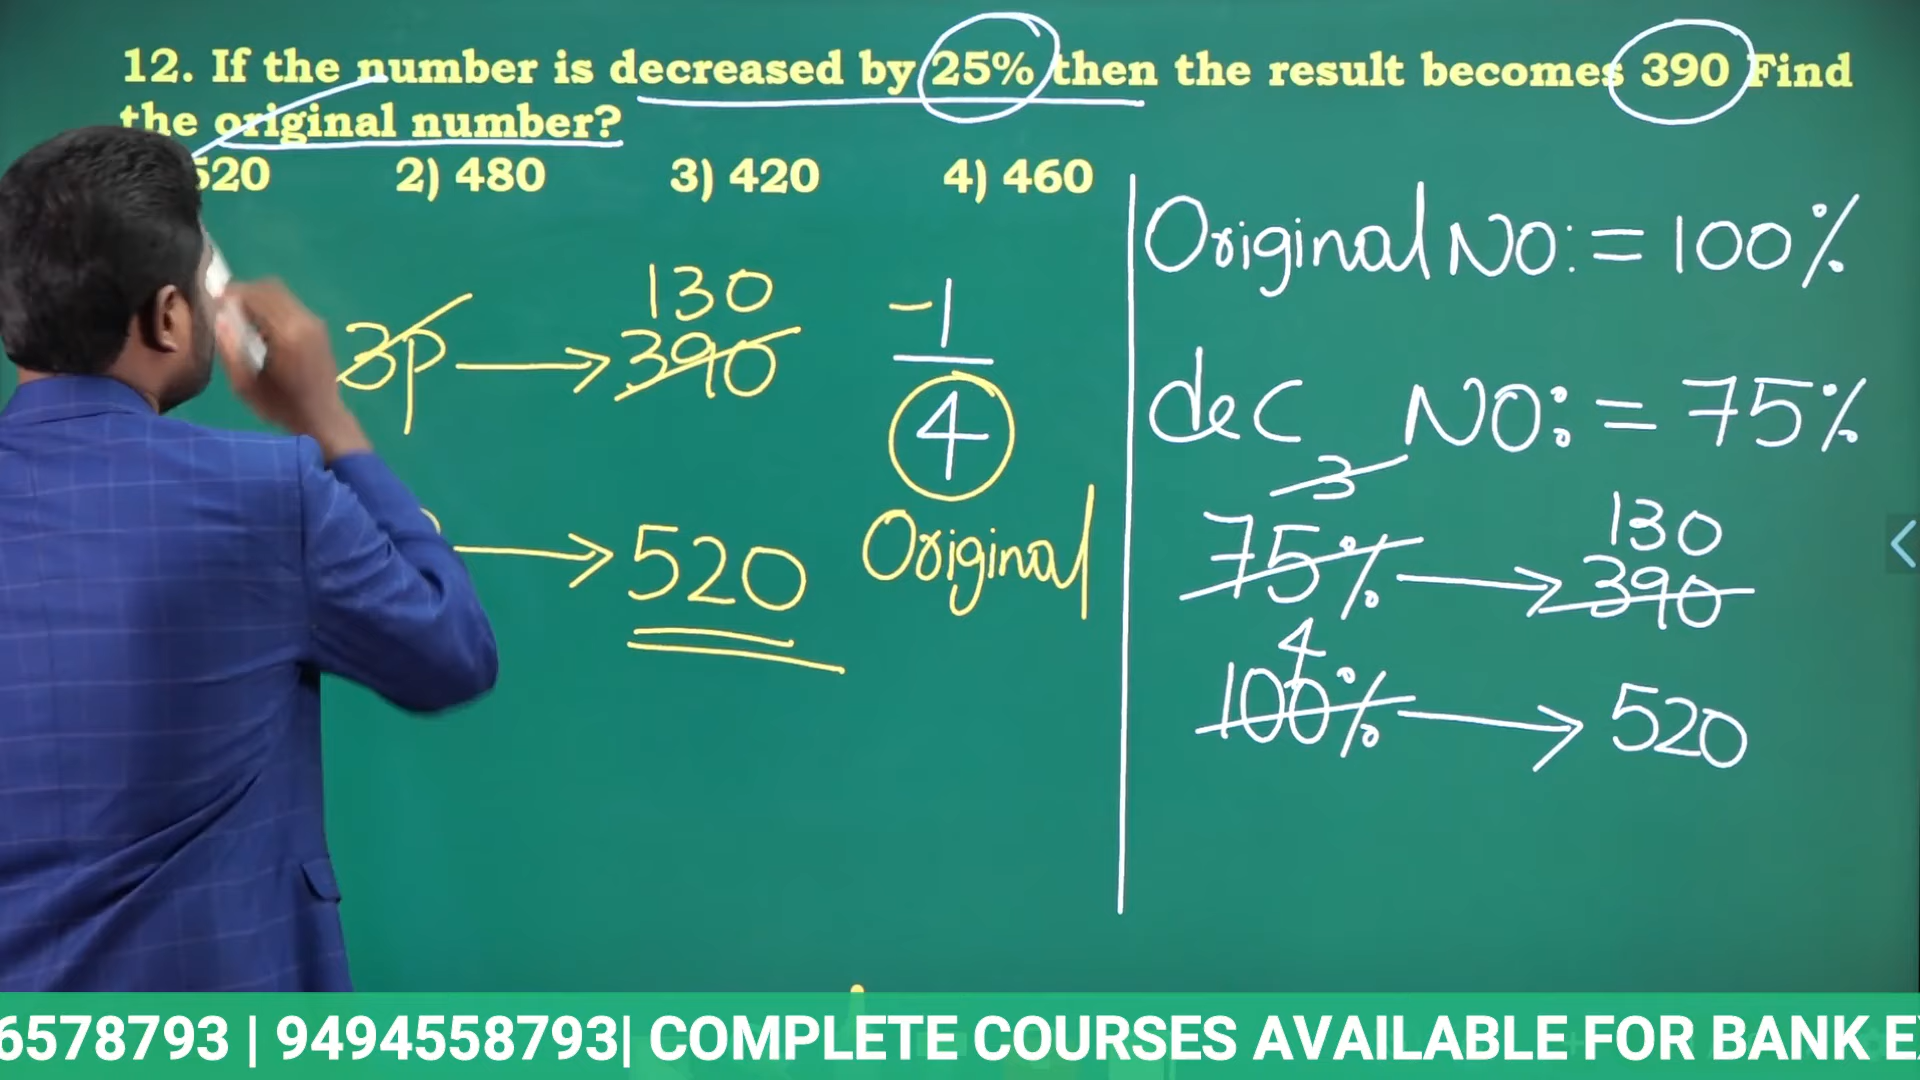 12. If the number is decreased by 25% then the result becomes 390 Find
the original number?
520 2) 480 3) 420 4) 460
Original NO: = 100%
130
3p → 390
-1
4
dec NO: = 75%
3
130
75% → 390
→ 520
Original
4
100% → 520
6578793 | 9494558793| COMPLETE COURSES AVAILABLE FOR BANK E